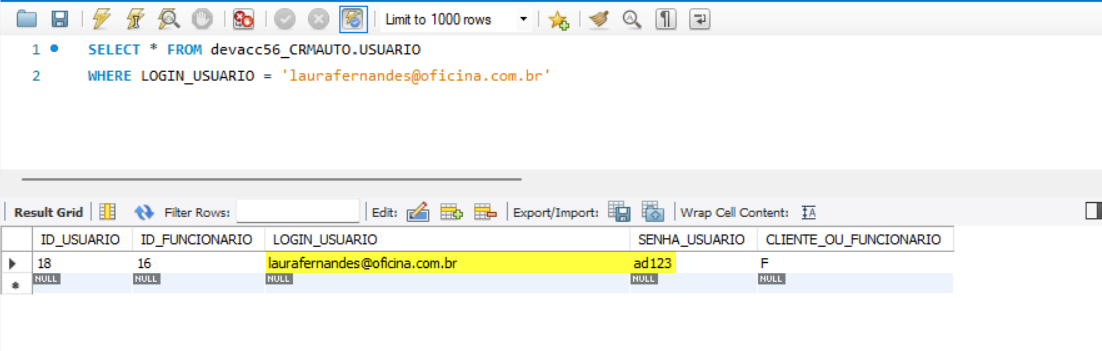 Limit to 1000 rows
1 SELECT * FROM devacc56_CRMAUTO.USUARIO
2 WHERE LOGIN_USUARIO = 'laurafernandes@oficina.com.br'
Result Grid Filter Rows: Edit: Export/Import: Wrap Cell Content: IA
ID_USUARIO ID_FUNCIONARIO LOGIN_USUARIO SENHA_USUARIO CLIENTE_OU_FUNCIONARIO
18 16 laurafernandes@oficina.com.br ad123 F
NULL NULL NULL NULL NULL